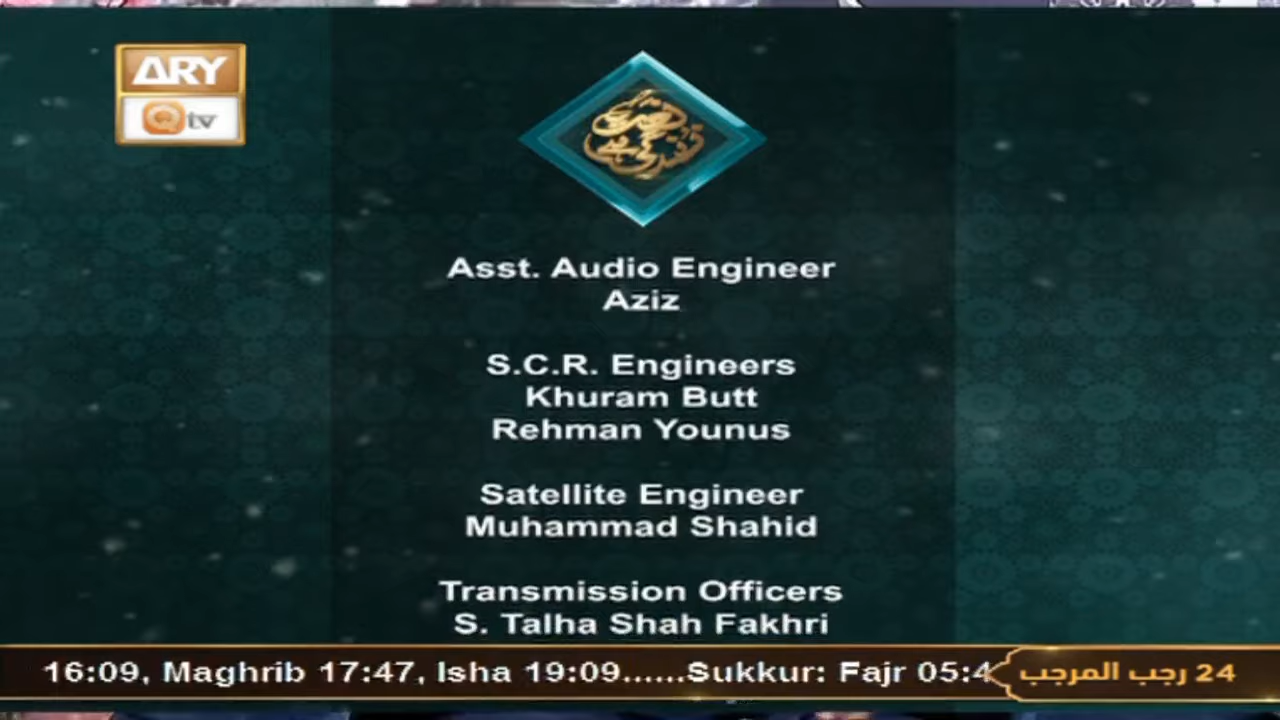 ARY
Qtv
Asst. Audio Engineer
Aziz
S.C.R. Engineers
Khuram Butt
Rehman Younus
Satellite Engineer
Muhammad Shahid
Transmission Officers
S. Talha Shah Fakhri
16:09, Maghrib 17:47, Isha 19:09......Sukkur: Fajr 05:4
24 رجب المرجب